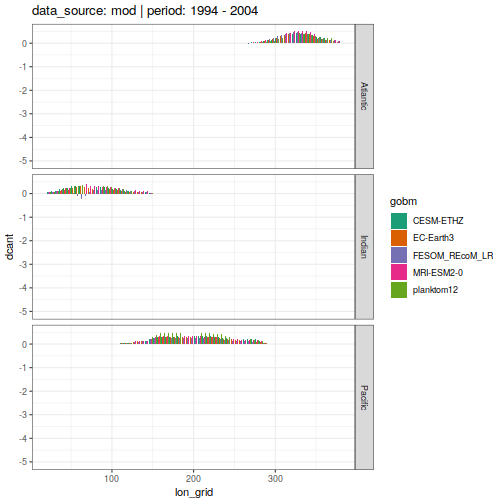 data_source: mod | period: 1994 - 2004
0
-1
-2
-3
-4
-5
Atlantic
0
-1
-2
-3
-4
-5
Indian
0
-1
-2
-3
-4
-5
Pacific
dcant
100
200
300
lon_grid
gobm
CESM-ETHZ
EC-Earth3
FESOM_REcoM_LR
MRI-ESM2-0
planktom12